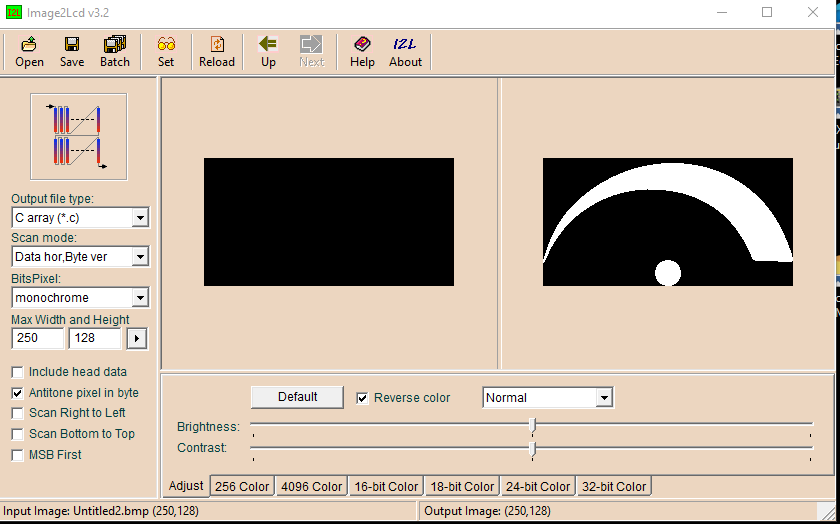 I2L Image2Lcd v3.2
Open Save Batch Set Reload Up Next Help I2L About
Output file type:
C array (*.c)
Scan mode:
Data hor,Byte ver
BitsPixel:
monochrome
Max Width and Height
250 128
Include head data
Antitone pixel in byte
Scan Right to Left
Scan Bottom to Top
MSB First
Default Reverse color Normal
Brightness:
Contrast:
Adjust 256 Color 4096 Color 16-bit Color 18-bit Color 24-bit Color 32-bit Color
Input Image: Untitled2.bmp (250,128) Output Image: (250,128)